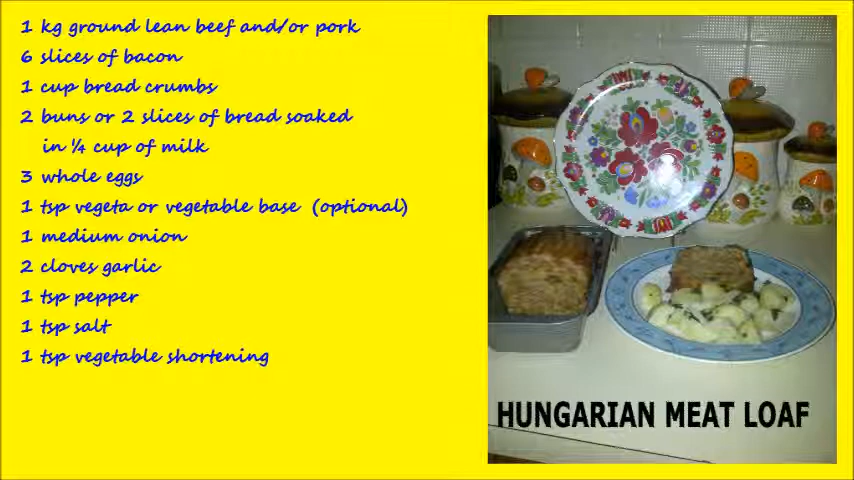 1 kg ground lean beef and/or pork
6 slices of bacon
1 cup bread crumbs
2 buns or 2 slices of bread soaked
in ¼ cup of milk
3 whole eggs
1 tsp vegeta or vegetable base (optional)
1 medium onion
2 cloves garlic
1 tsp pepper
1 tsp salt
1 tsp vegetable shortening
HUNGARIAN MEAT LOAF